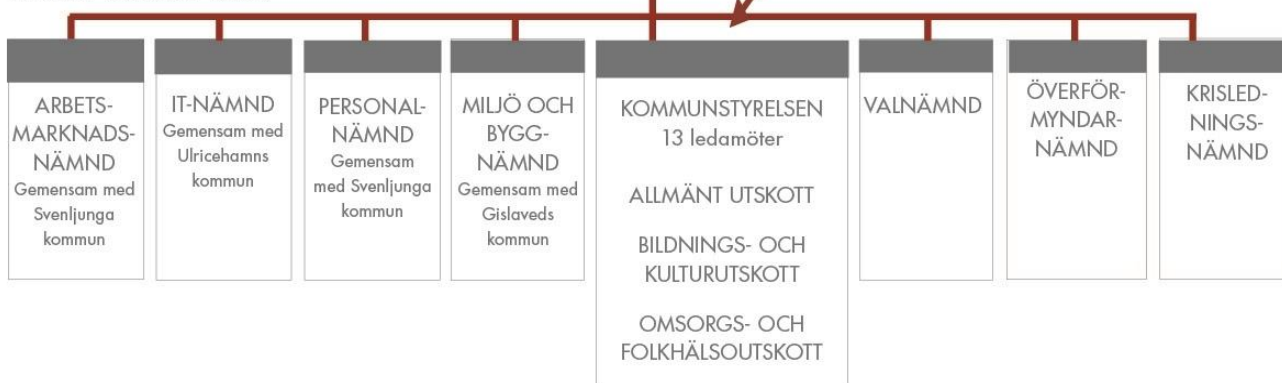 ARBETS-
MARKNADS-
NÄMND
Gemensam med
Svenljunga
kommun
IT-NÄMND
Gemensam med
Ulricehamns
kommun
PERSONAL-
NÄMND
Gemensam
med Svenljunga
kommun
MILJÖ OCH
BYGG-
NÄMND
Gemensam med
Gislaveds
kommun
KOMMUNSTYRELSEN
13 ledamöter
ALLMÄNT UTSKOTT
BILDNINGS- OCH
KULTURUTSKOTT
OMSORGS- OCH
FOLKHÄLSOUTSKOTT
VALNÄMND
ÖVERFÖR-
MYNDAR-
NÄMND
KRISLED-
NINGS-
NÄMND